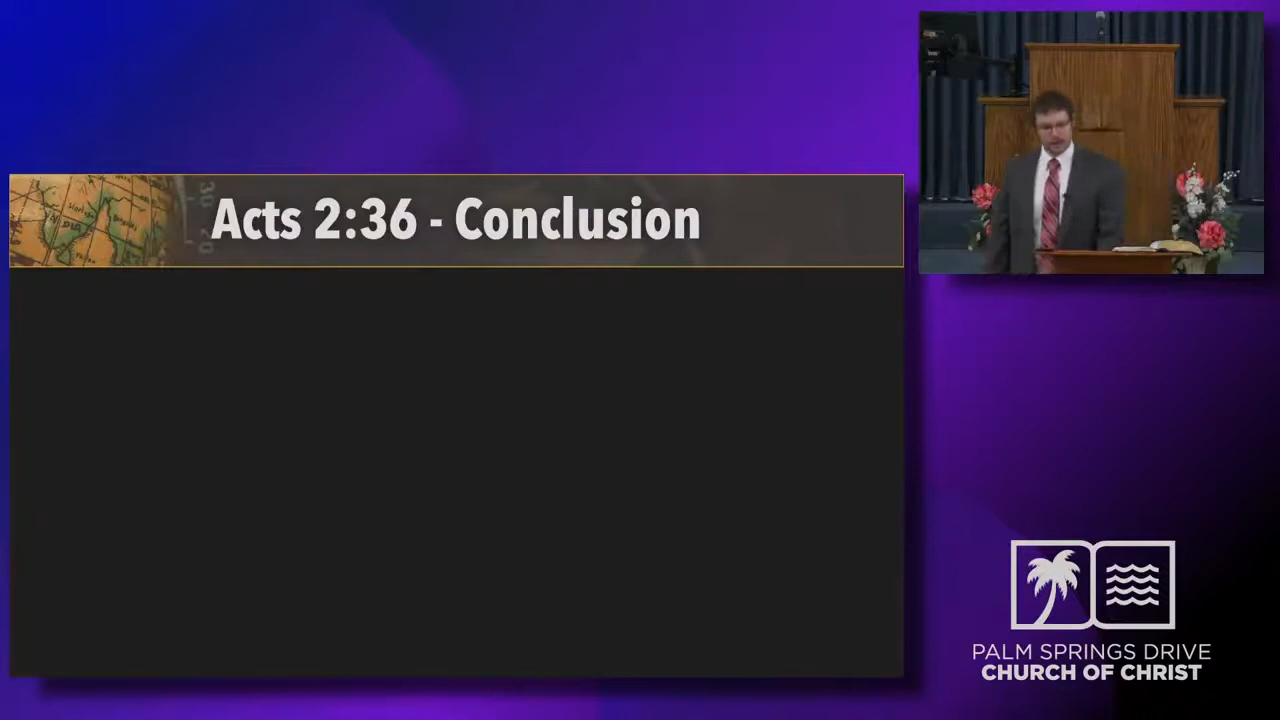 Acts 2:36 - Conclusion
PALM SPRINGS DRIVE
CHURCH OF CHRIST